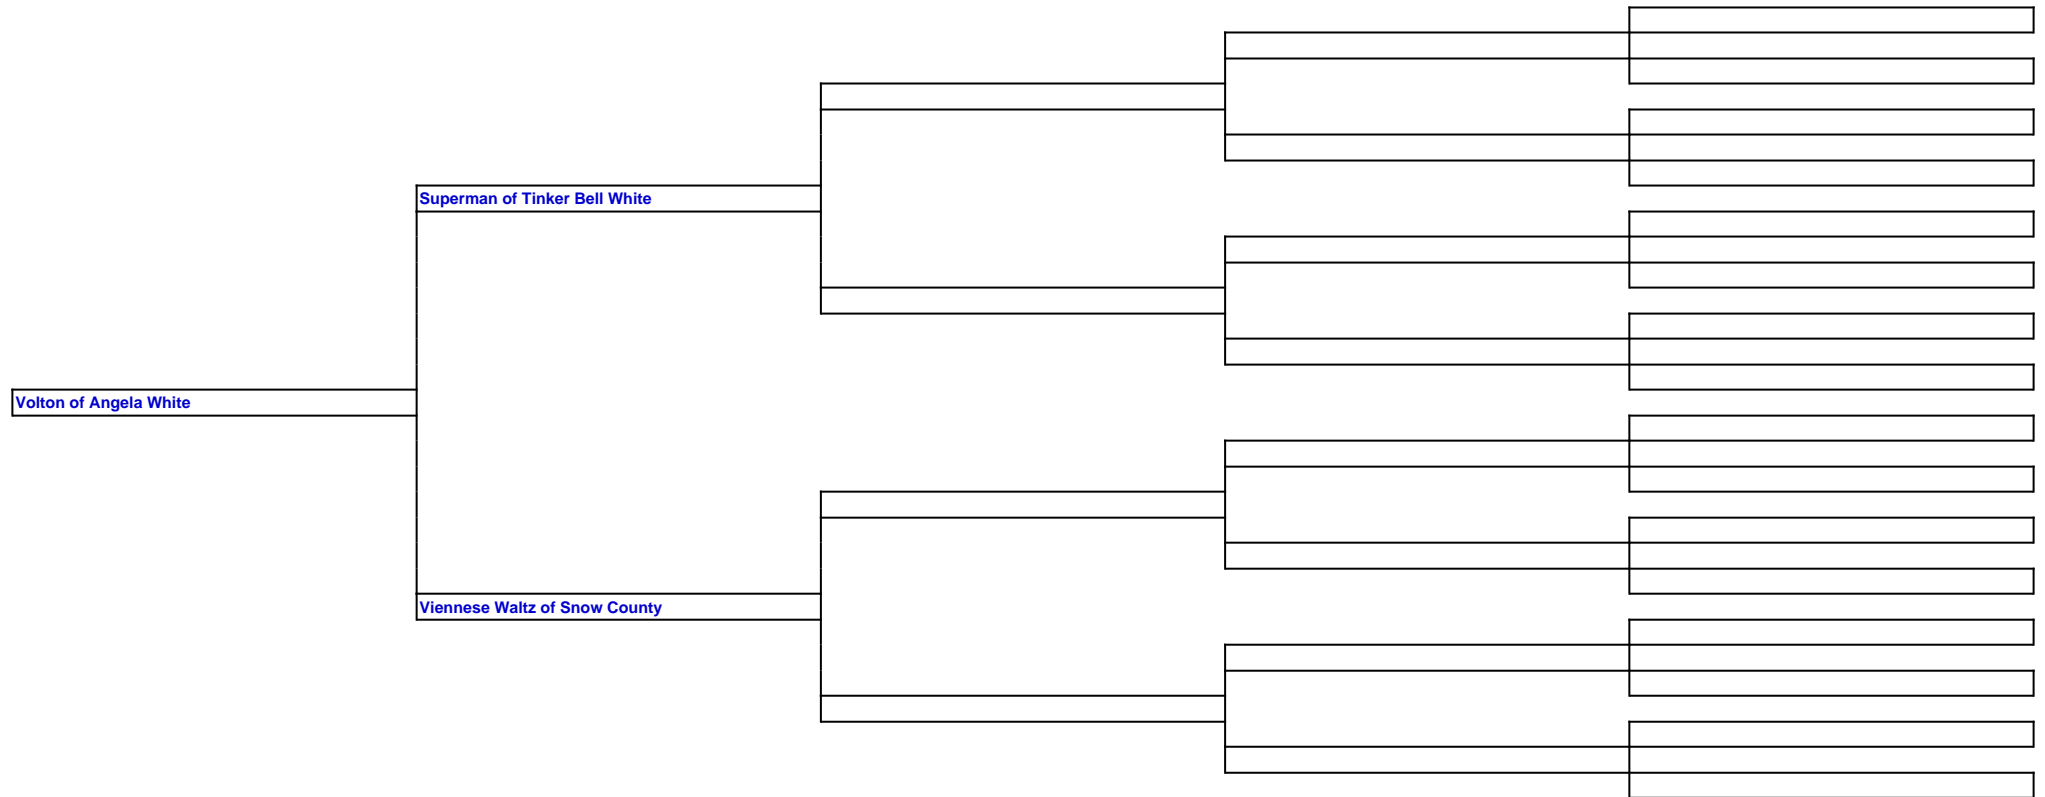 Superman of Tinker Bell White
Volton of Angela White
Viennese Waltz of Snow County